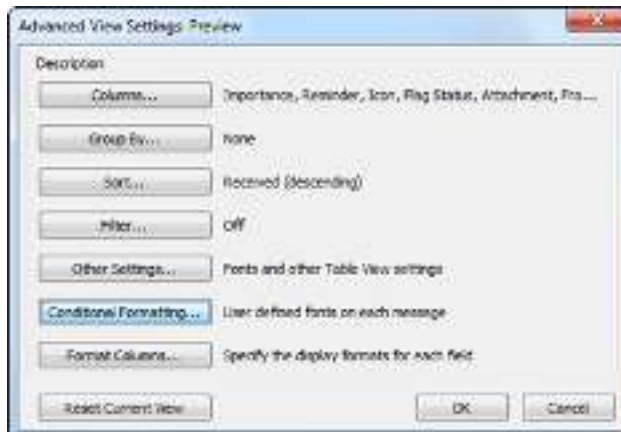 Advanced View Settings: Preview
Description
Columns... Importance, Reminder, Icon, Flag Status, Attachment, Fro...
Group By... None
Sort... Received (descending)
Filter... Off
Other Settings... Fonts and other Table View settings
Conditional Formatting... User defined fonts on each message
Format Columns... Specify the display formats for each field
Reset Current View OK Cancel